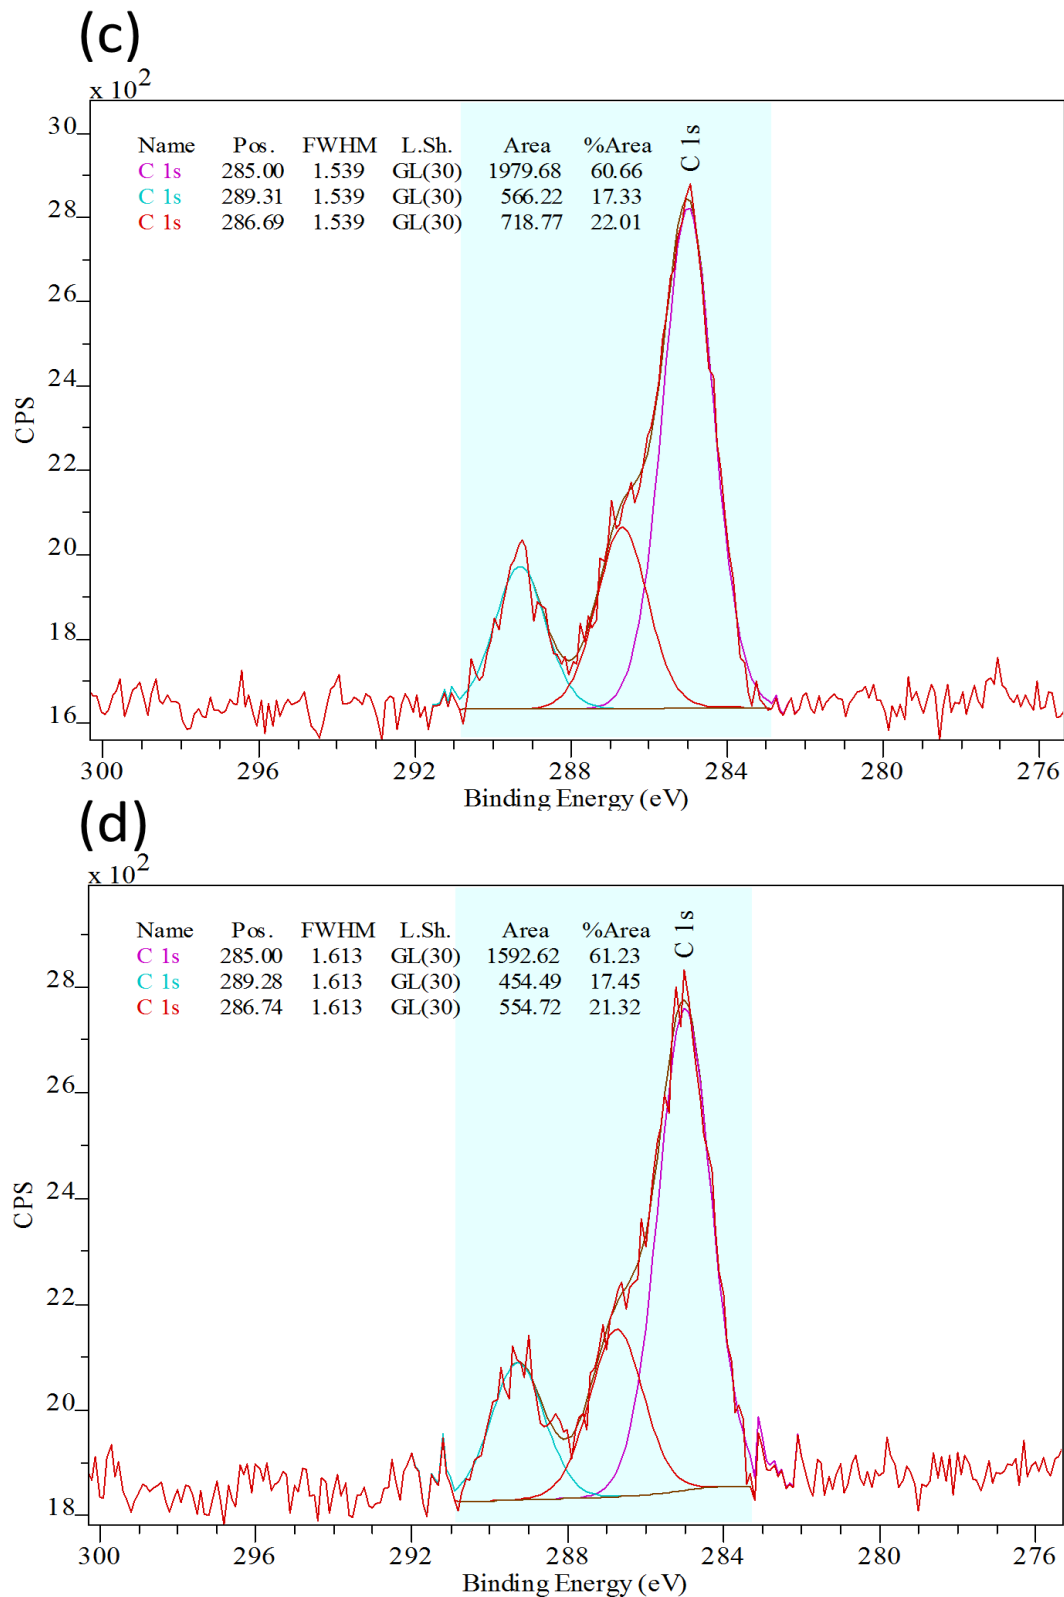 (c)
x 10²
Name Pos. FWHM L.Sh. Area %Area
C 1s 285.00 1.539 GL(30) 1979.68 60.66
C 1s 289.31 1.539 GL(30) 566.22 17.33
C 1s 286.69 1.539 GL(30) 718.77 22.01
C 1s
30
28
26
24
22
20
18
16
CPS
300 296 292 288 284 280 276
Binding Energy (eV)
(d)
x 10²
Name Pos. FWHM L.Sh. Area %Area
C 1s 285.00 1.613 GL(30) 1592.62 61.23
C 1s 289.28 1.613 GL(30) 454.49 17.45
C 1s 286.74 1.613 GL(30) 554.72 21.32
C 1s
28
26
24
22
20
18
CPS
300 296 292 288 284 280 276
Binding Energy (eV)